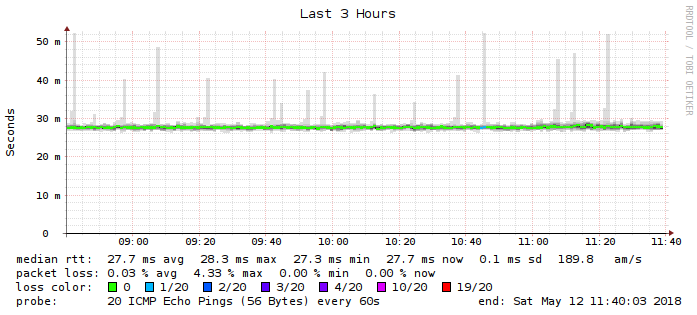 Last 3 Hours
RRDTOOL / TOBI OETIKER
Seconds
50 m
40 m
30 m
20 m
10 m
0
09:00 09:20 09:40 10:00 10:20 10:40 11:00 11:20 11:40
median rtt: 27.7 ms avg 28.3 ms max 27.3 ms min 27.7 ms now 0.1 ms sd 189.8 am/s
packet loss: 0.03 % avg 4.33 % max 0.00 % min 0.00 % now
loss color: 0 1/20 2/20 3/20 4/20 10/20 19/20
probe: 20 ICMP Echo Pings (56 Bytes) every 60s end: Sat May 12 11:40:03 2018